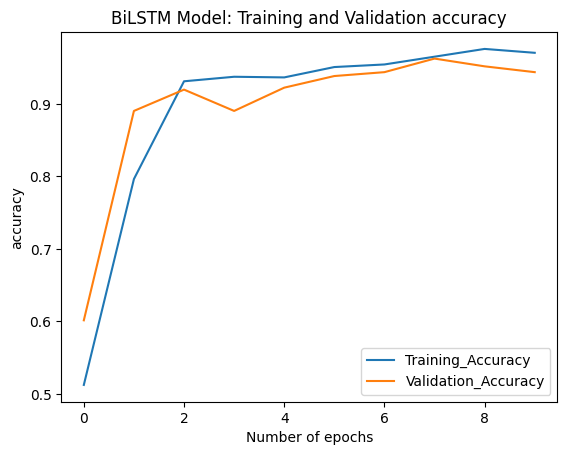 BiLSTM Model: Training and Validation accuracy
accuracy
0.9
0.8
0.7
0.6
0.5
Training_Accuracy
Validation_Accuracy
0 2 4 6 8
Number of epochs